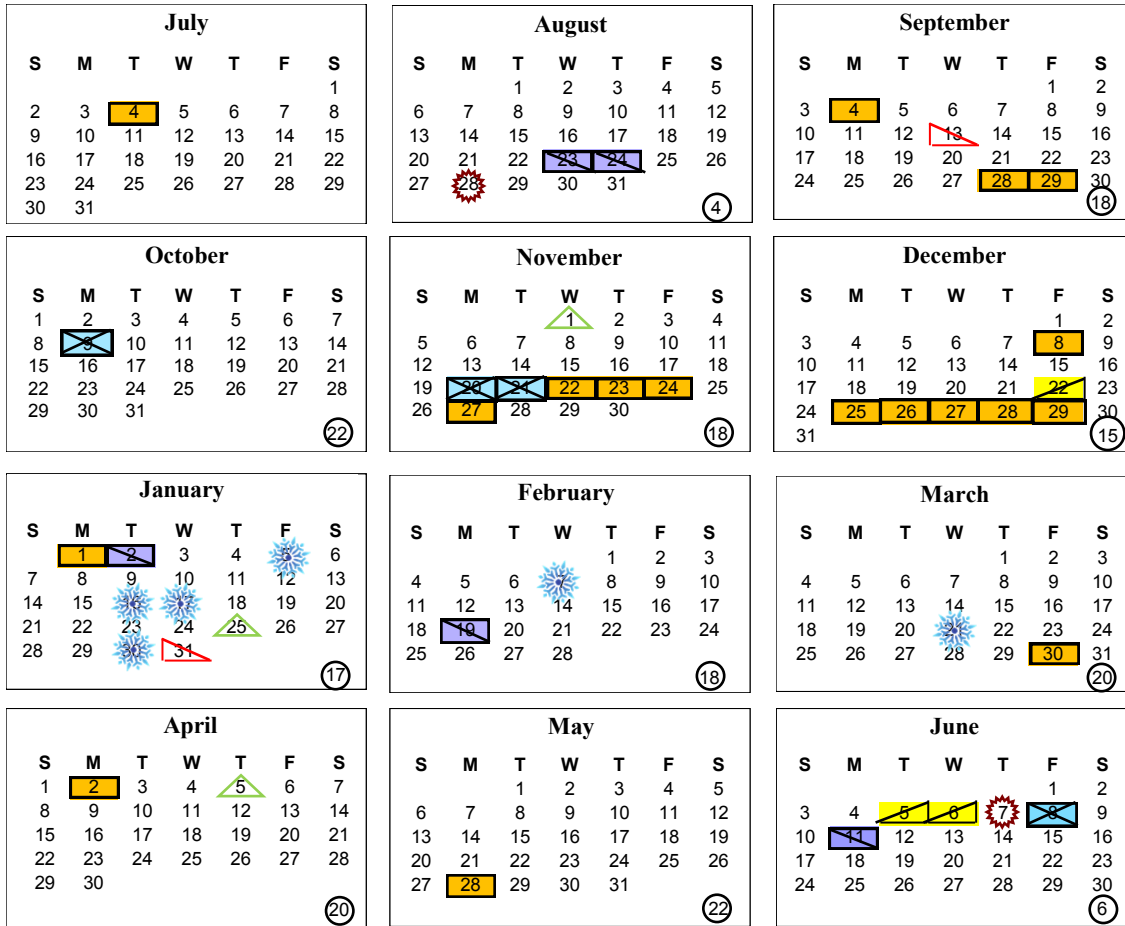 July
S M T W T F S
1
2 3 4 5 6 7 8
9 10 11 12 13 14 15
16 17 18 19 20 21 22
23 24 25 26 27 28 29
30 31
August
S M T W T F S
1 2 3 4 5
6 7 8 9 10 11 12
13 14 15 16 17 18 19
20 21 22 23 24 25 26
27 28 29 30 31
4
September
S M T W T F S
1 2
3 4 5 6 7 8 9
10 11 12 13 14 15 16
17 18 19 20 21 22 23
24 25 26 27 28 29 30
18
October
S M T W T F S
1 2 3 4 5 6 7
8 9 10 11 12 13 14
15 16 17 18 19 20 21
22 23 24 25 26 27 28
29 30 31
22
November
S M T W T F S
1 2 3 4
5 6 7 8 9 10 11
12 13 14 15 16 17 18
19 20 21 22 23 24 25
26 27 28 29 30
18
December
S M T W T F S
1 2
3 4 5 6 7 8 9
10 11 12 13 14 15 16
17 18 19 20 21 22 23
24 25 26 27 28 29 30
31
15
January
S M T W T F S
1 2 3 4 5 6
7 8 9 10 11 12 13
14 15 16 17 18 19 20
21 22 23 24 25 26 27
28 29 30 31
17
February
S M T W T F S
1 2 3
4 5 6 7 8 9 10
11 12 13 14 15 16 17
18 19 20 21 22 23 24
25 26 27 28
18
March
S M T W T F S
1 2 3
4 5 6 7 8 9 10
11 12 13 14 15 16 17
18 19 20 21 22 23 24
25 26 27 28 29 30 31
20
April
S M T W T F S
1 2 3 4 5 6 7
8 9 10 11 12 13 14
15 16 17 18 19 20 21
22 23 24 25 26 27 28
29 30
20
May
S M T W T F S
1 2 3 4 5
6 7 8 9 10 11 12
13 14 15 16 17 18 19
20 21 22 23 24 25 26
27 28 29 30 31
22
June
S M T W T F S
1 2
3 4 5 6 7 8 9
10 11 12 13 14 15 16
17 18 19 20 21 22 23
24 25 26 27 28 29 30
6